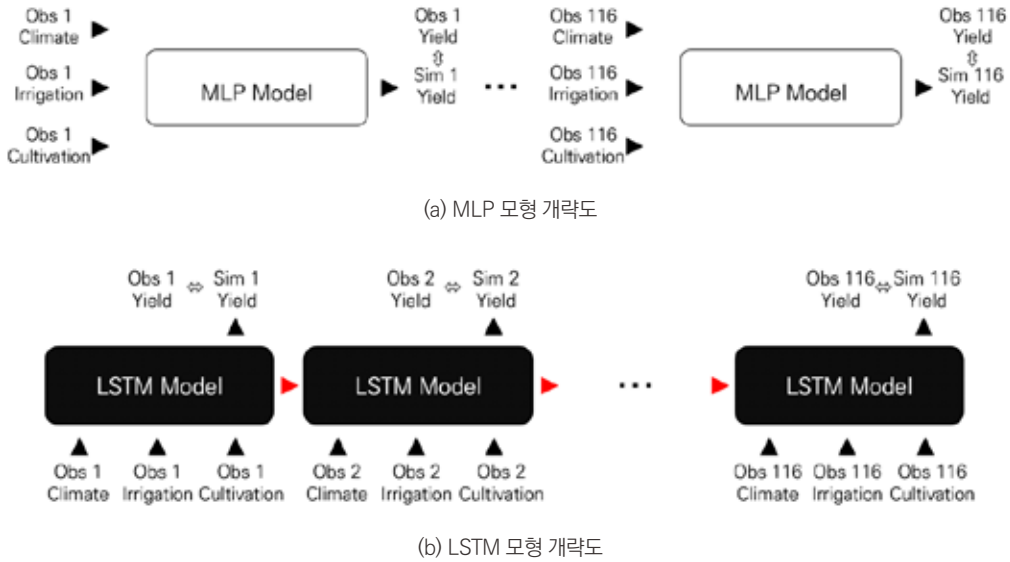 Obs 1
Climate
Obs 1
Irrigation
Obs 1
Cultivation
MLP Model
Obs 1
Yield
⇕
Sim 1
Yield
...
Obs 116
Climate
Obs 116
Irrigation
Obs 116
Cultivation
MLP Model
Obs 116
Yield
⇕
Sim 116
Yield
(a) MLP 모형 개략도
Obs 1 ⇔ Sim 1
Yield Yield
Obs 2 ⇔ Sim 2
Yield Yield
Obs 116 ⇔ Sim 116
Yield Yield
LSTM Model
LSTM Model
...
LSTM Model
Obs 1 Obs 1 Obs 1
Climate Irrigation Cultivation
Obs 2 Obs 2 Obs 2
Climate Irrigation Cultivation
Obs 116 Obs 116 Obs 116
Climate Irrigation Cultivation
(b) LSTM 모형 개략도